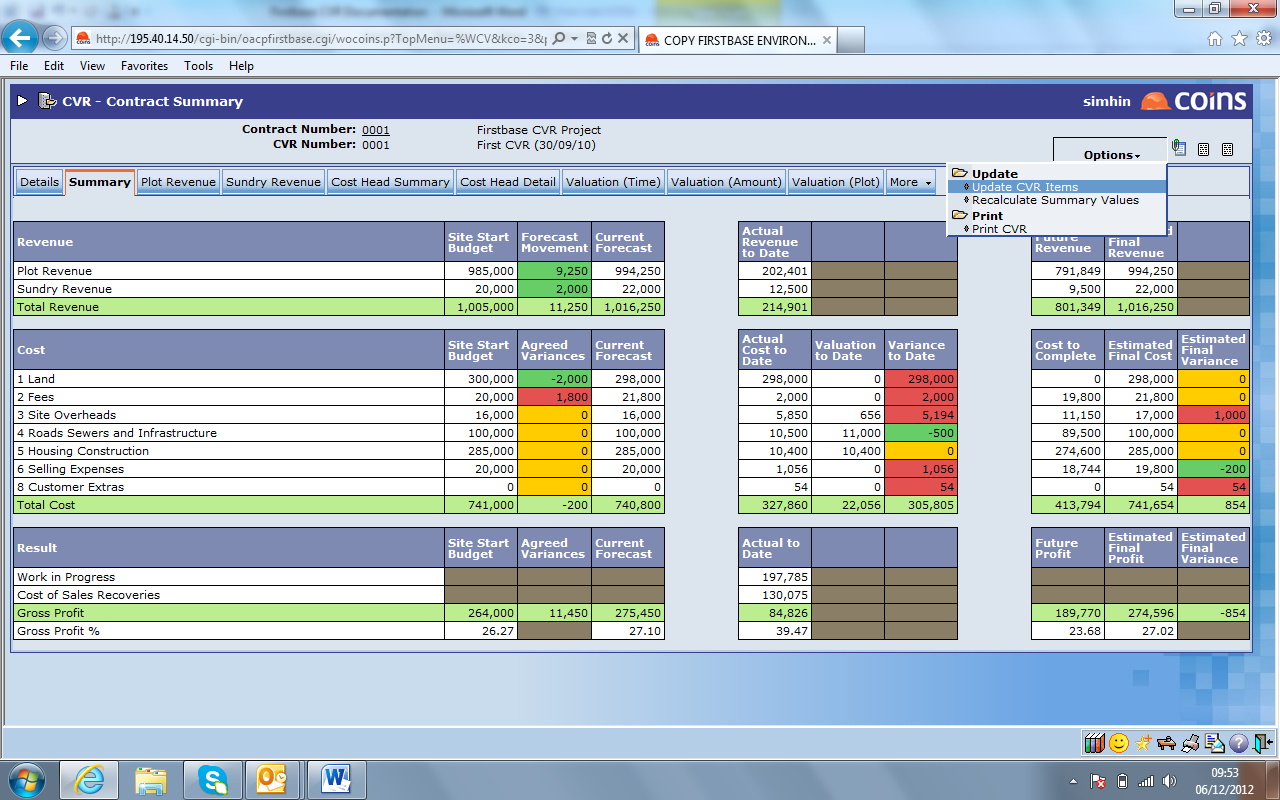 Firstbase CVR Documentation - Microsoft Word
http://195.40.14.50/cgi-bin/oacpfirstbase.cgi/wocoins.p?TopMenu=%WCV&kco=3&
COPY FIRSTBASE ENVIRON...
File Edit View Favorites Tools Help
CVR - Contract Summary
simhin coins
Contract Number: 0001 Firstbase CVR Project
CVR Number: 0001 First CVR (30/09/10)
Options
Details Summary Plot Revenue Sundry Revenue Cost Head Summary Cost Head Detail Valuation (Time) Valuation (Amount) Valuation (Plot) More
Update
Update CVR Items
Recalculate Summary Values
Print
Print CVR
Revenue Site Start Budget Forecast Movement Current Forecast Actual Revenue to Date Revenue Final Revenue
Plot Revenue 985,000 9,250 994,250 202,401 791,849 994,250
Sundry Revenue 20,000 2,000 22,000 12,500 9,500 22,000
Total Revenue 1,005,000 11,250 1,016,250 214,901 801,349 1,016,250
Cost Site Start Budget Agreed Variances Current Forecast Actual Cost to Date Valuation to Date Variance to Date Cost to Complete Estimated Final Cost Estimated Final Variance
1 Land 300,000 -2,000 298,000 298,000 0 298,000 0 298,000 0
2 Fees 20,000 1,800 21,800 2,000 0 2,000 19,800 21,800 0
3 Site Overheads 16,000 0 16,000 5,850 656 5,194 11,150 17,000 1,000
4 Roads Sewers and Infrastructure 100,000 0 100,000 10,500 11,000 -500 89,500 100,000 0
5 Housing Construction 285,000 0 285,000 10,400 10,400 0 274,600 285,000 0
6 Selling Expenses 20,000 0 20,000 1,056 0 1,056 18,744 19,800 -200
8 Customer Extras 0 0 0 54 0 54 0 54 54
Total Cost 741,000 -200 740,800 327,860 22,056 305,805 413,794 741,654 854
Result Site Start Budget Agreed Variances Current Forecast Actual to Date Future Profit Estimated Final Profit Estimated Final Variance
Work in Progress 197,785
Cost of Sales Recoveries 130,075
Gross Profit 264,000 11,450 275,450 84,826 189,770 274,596 -854
Gross Profit % 26.27 27.10 39.47 23.68 27.02
09:53
06/12/2012